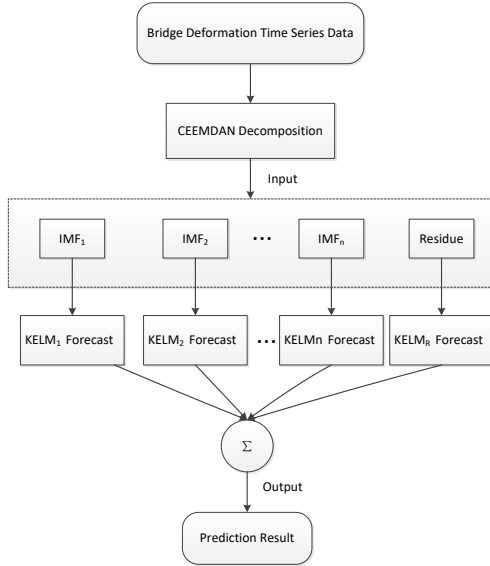 Bridge Deformation Time Series Data
CEEMDAN Decomposition
Input
IMF₁ IMF₂ ••• IMFₙ Residue
KELM₁ Forecast KELM₂ Forecast ••• KELMn Forecast KELMR Forecast
Σ
Output
Prediction Result